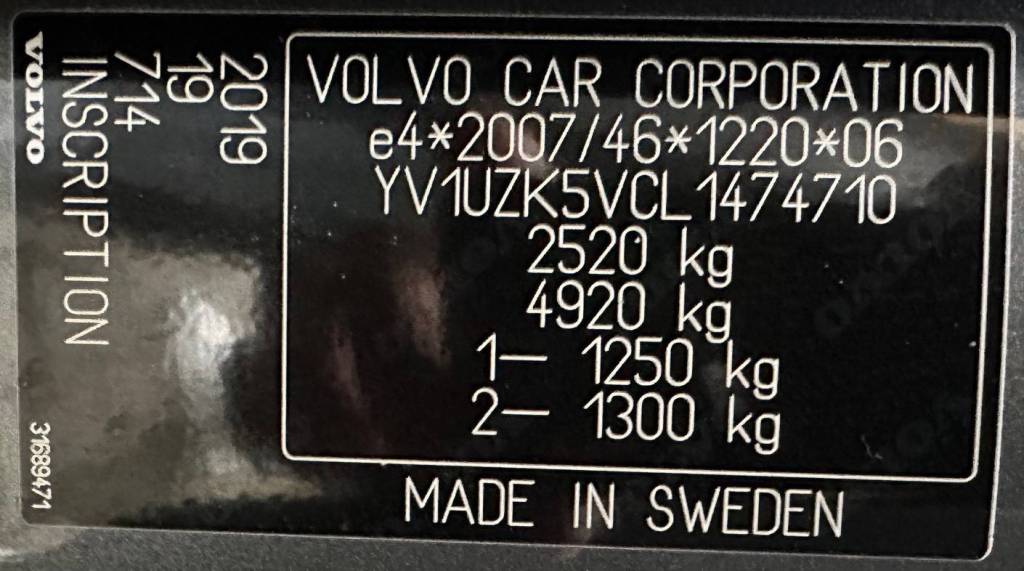 VOLVO CAR CORPORATION
e4*2007/46*1220*06
YV1UZK5VCL1474710
2520 kg
4920 kg
1— 1250 kg
2— 1300 kg
MADE IN SWEDEN
2019
19
714
INSCRIPTION
VOLVO
31689471